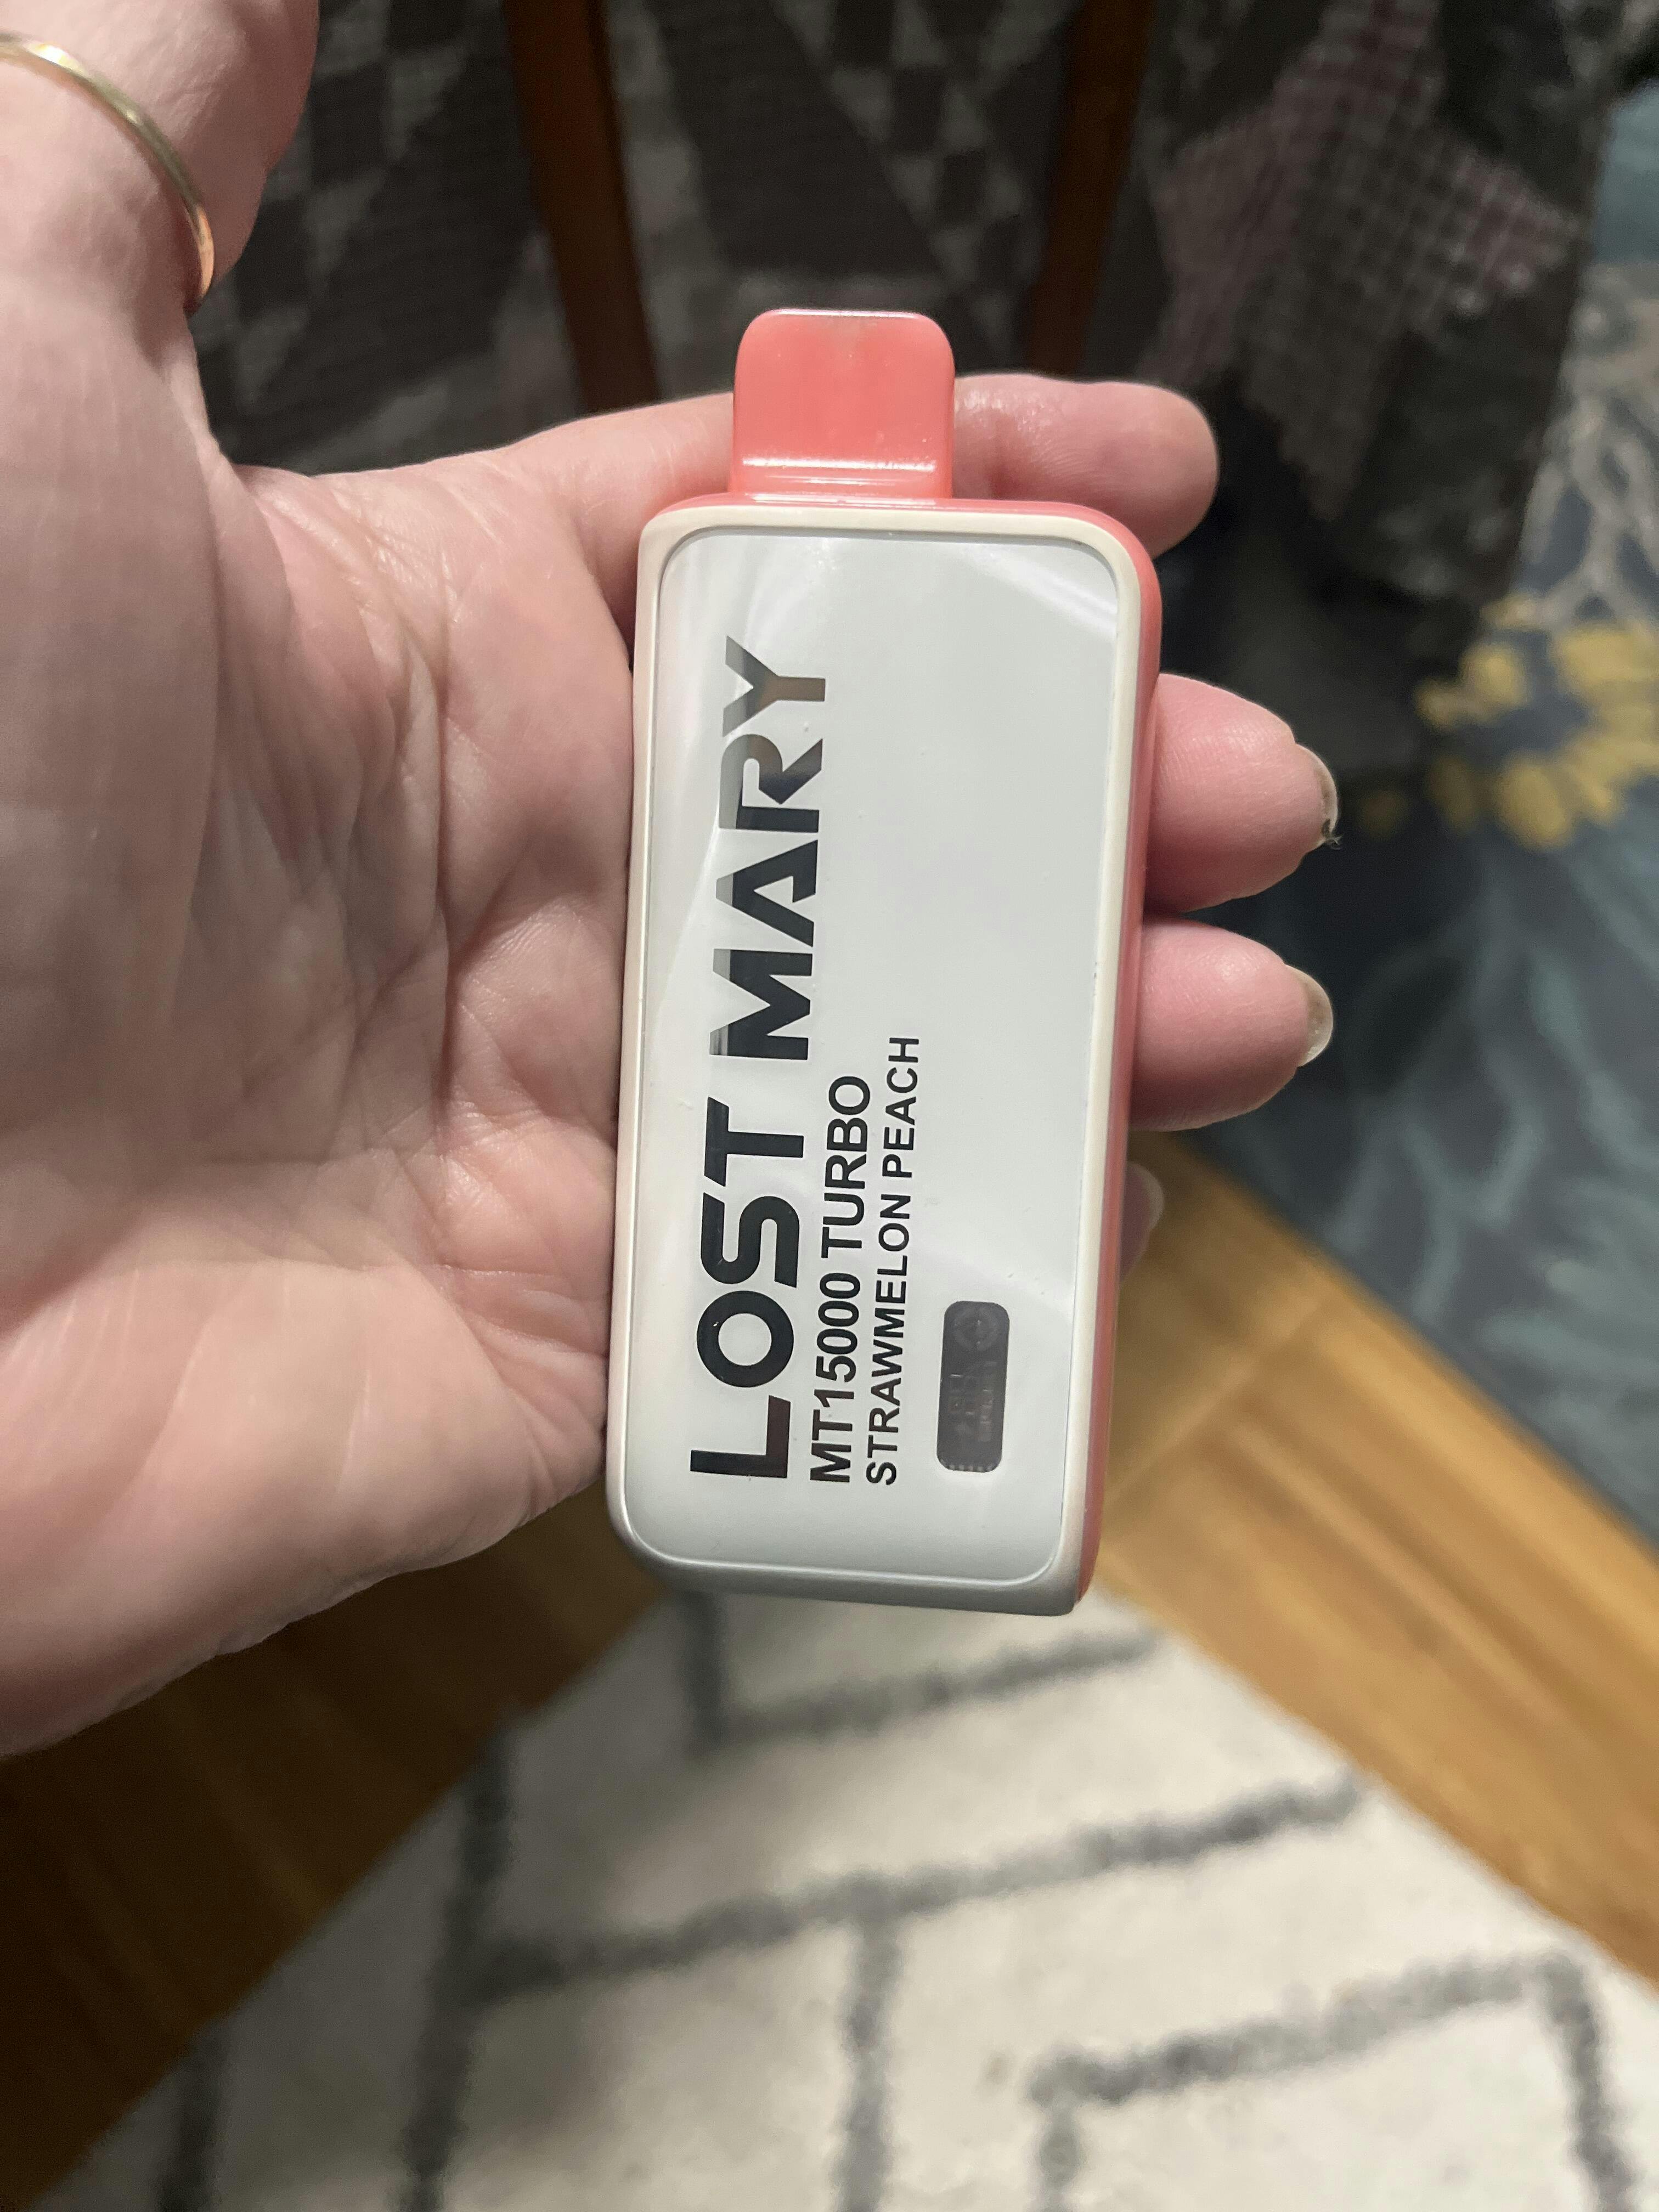 LOST MARY
MT15000 TURBO
STRAWMELON PEACH